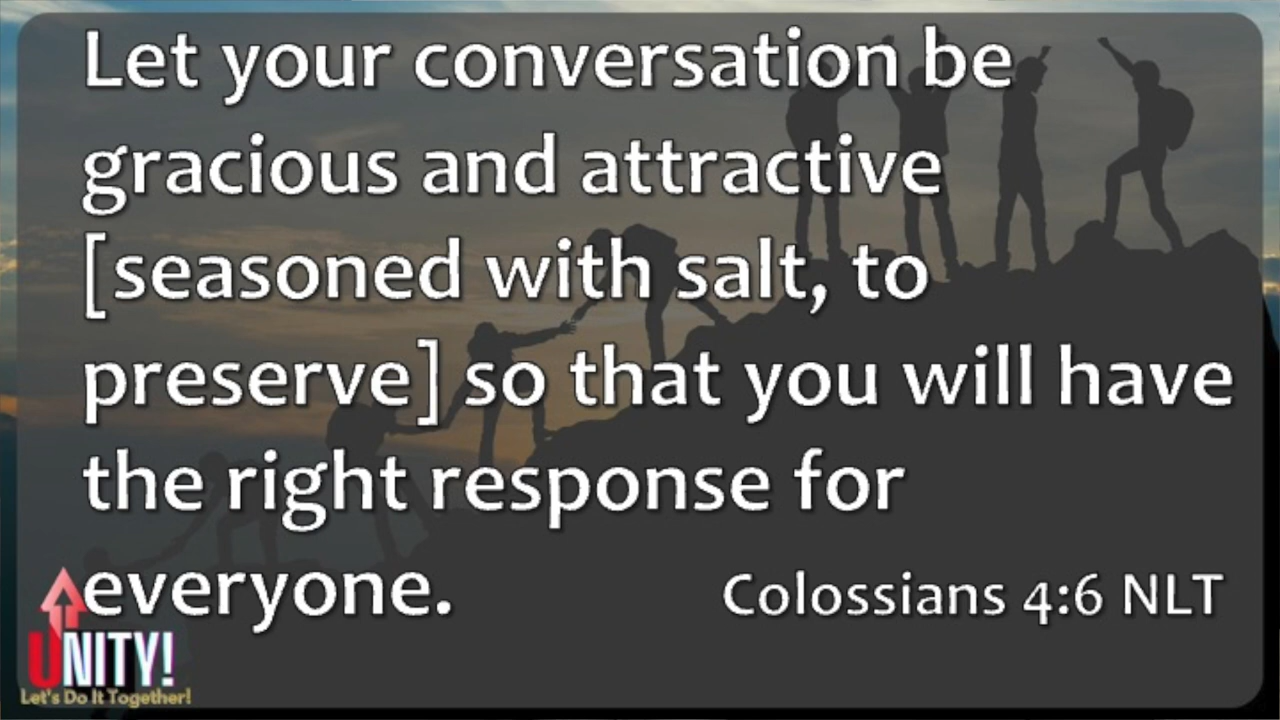 Let your conversation be
gracious and attractive
[seasoned with salt, to
preserve] so that you will have
the right response for
everyone.
Colossians 4:6 NLT
UNITY!
Let's Do It Together!